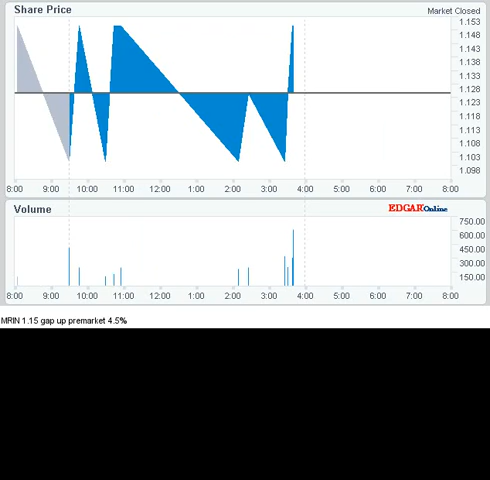 Share Price
Market Closed
1.153
1.148
1.143
1.138
1.133
1.128
1.123
1.118
1.113
1.108
1.103
1.098
8:00 9:00 10:00 11:00 12:00 1:00 2:00 3:00 4:00 5:00 6:00 7:00 8:00
Volume
EDGAR Online
750.00
600.00
450.00
300.00
150.00
8:00 9:00 10:00 11:00 12:00 1:00 2:00 3:00 4:00 5:00 6:00 7:00 8:00
MRIN 1.15 gap up premarket 4.5%